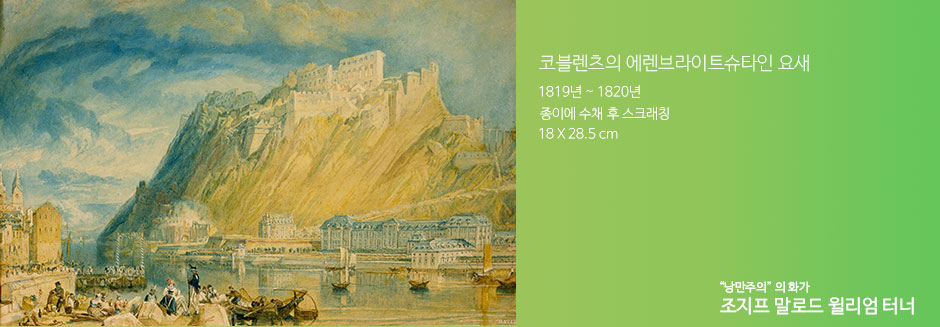 코블렌츠의 에렌브라이트슈타인 요새
1819년 ~ 1820년
종이에 수채 후 스크래칭
18 X 28.5 cm
“낭만주의” 의 화가
조지프 말로드 윌리엄 터너